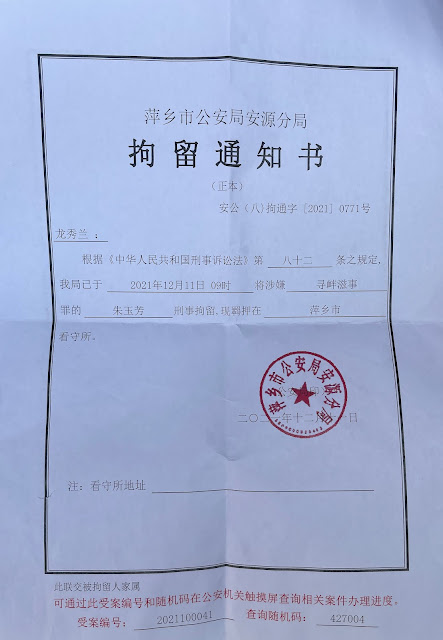 萍乡市公安局安源分局
拘留通知书
（正本）
安公（八）拘通字［2021］0771号
龙秀兰：
根据《中华人民共和国刑事诉讼法》第 八十二 条之规定,
我局已于 2021年12月11日 09时 将涉嫌 寻衅滋事
罪的 朱玉芳 刑事拘留,现羁押在 萍乡市
看守所。
萍乡市公安局安源分局
二〇二 年十二 日
注：看守所地址
此联交被拘留人家属
可通过此受案编号和随机码在公安机关触摸屏查询相关案件办理进度。
受案编号： 2021100041 查询随机码： 427004